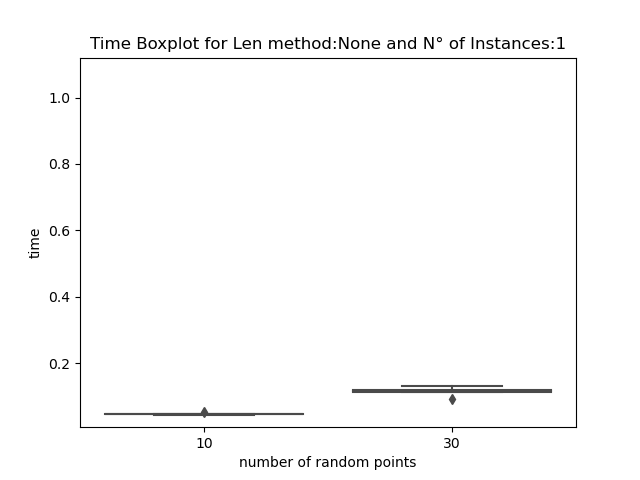 Time Boxplot for Len method:None and N° of Instances:1
1.0
0.8
0.6
0.4
0.2
time
10
30
number of random points